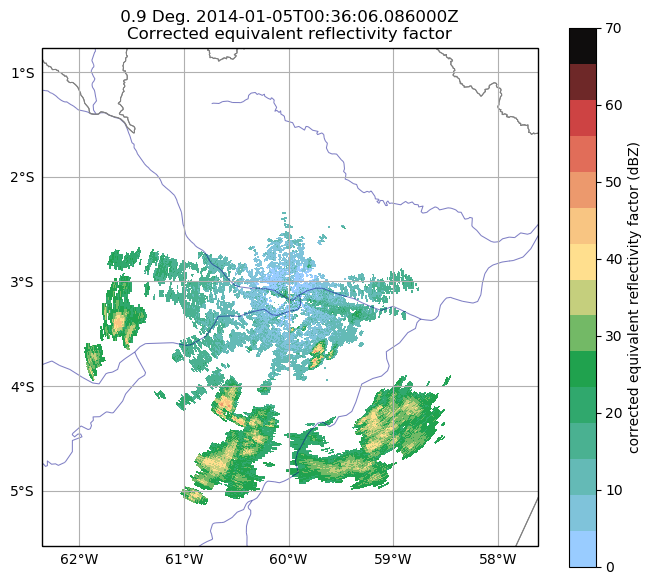 0.9 Deg. 2014-01-05T00:36:06.086000Z
Corrected equivalent reflectivity factor
1°S
2°S
3°S
4°S
5°S
62°W 61°W 60°W 59°W 58°W
70
60
50
40
30
20
10
0
corrected equivalent reflectivity factor (dBZ)